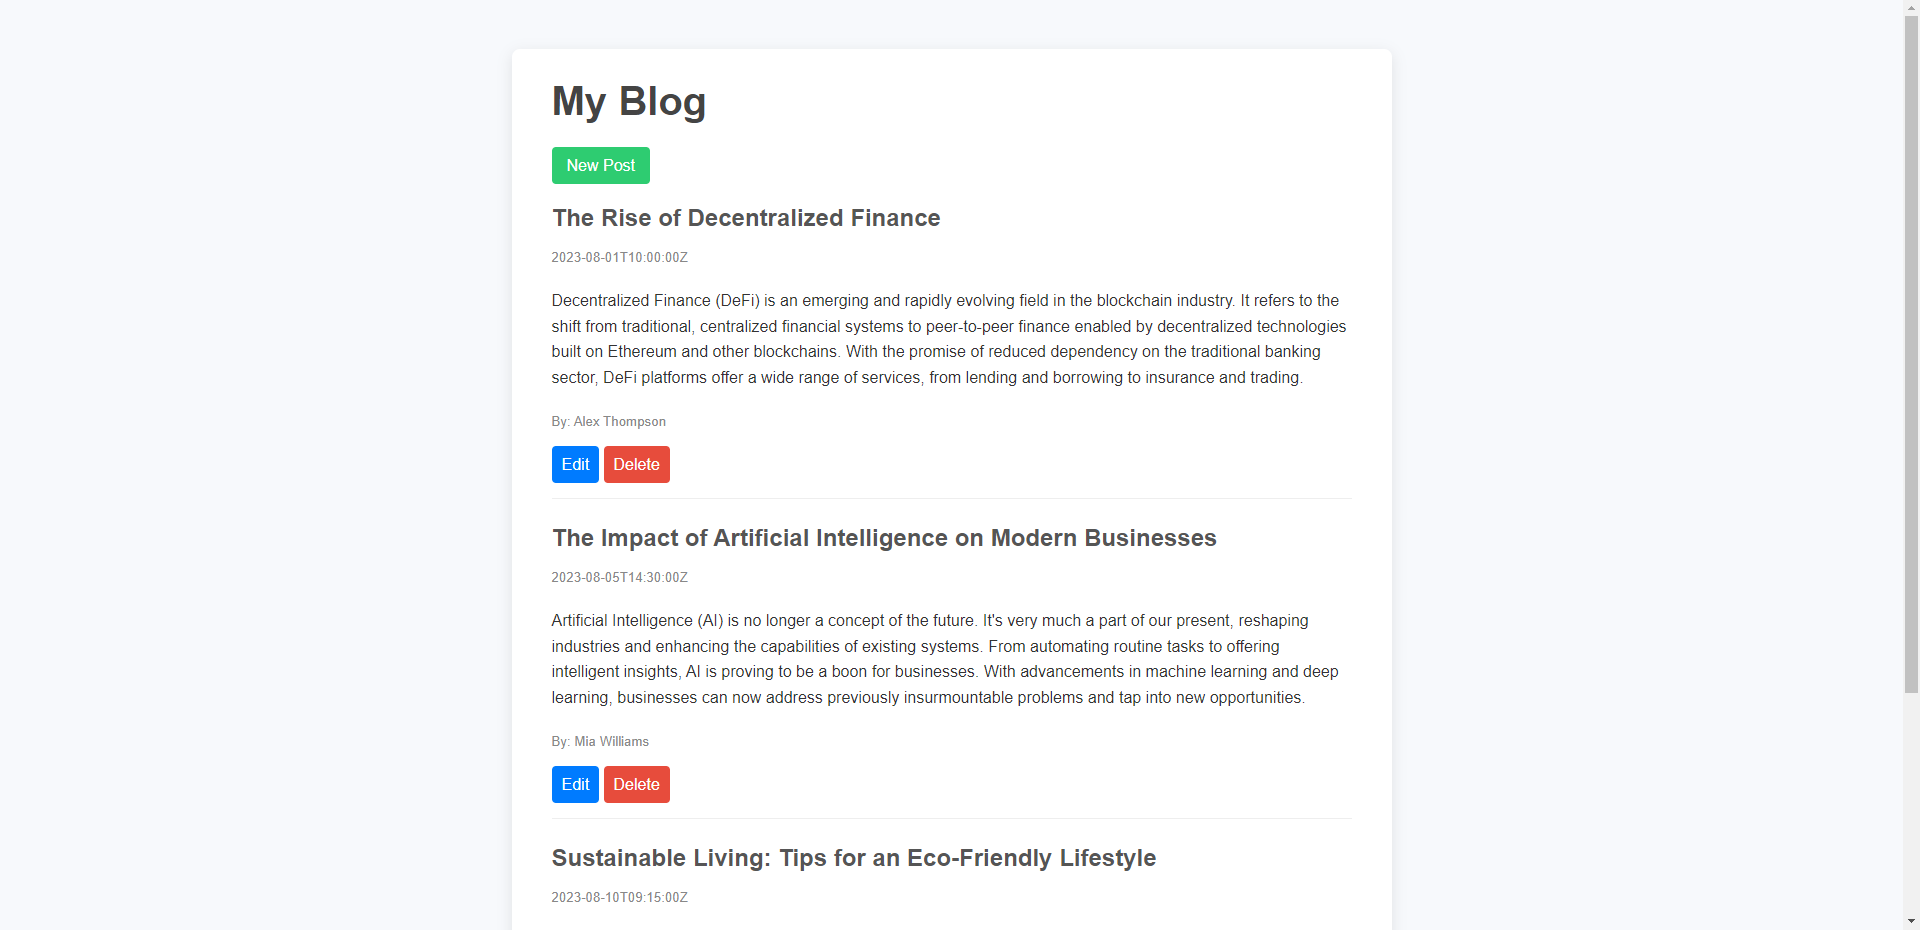 My Blog
New Post
The Rise of Decentralized Finance
2023-08-01T10:00:00Z
Decentralized Finance (DeFi) is an emerging and rapidly evolving field in the blockchain industry. It refers to the
shift from traditional, centralized financial systems to peer-to-peer finance enabled by decentralized technologies
built on Ethereum and other blockchains. With the promise of reduced dependency on the traditional banking
sector, DeFi platforms offer a wide range of services, from lending and borrowing to insurance and trading.
By: Alex Thompson
Edit Delete
The Impact of Artificial Intelligence on Modern Businesses
2023-08-05T14:30:00Z
Artificial Intelligence (AI) is no longer a concept of the future. It's very much a part of our present, reshaping
industries and enhancing the capabilities of existing systems. From automating routine tasks to offering
intelligent insights, AI is proving to be a boon for businesses. With advancements in machine learning and deep
learning, businesses can now address previously insurmountable problems and tap into new opportunities.
By: Mia Williams
Edit Delete
Sustainable Living: Tips for an Eco-Friendly Lifestyle
2023-08-10T09:15:00Z